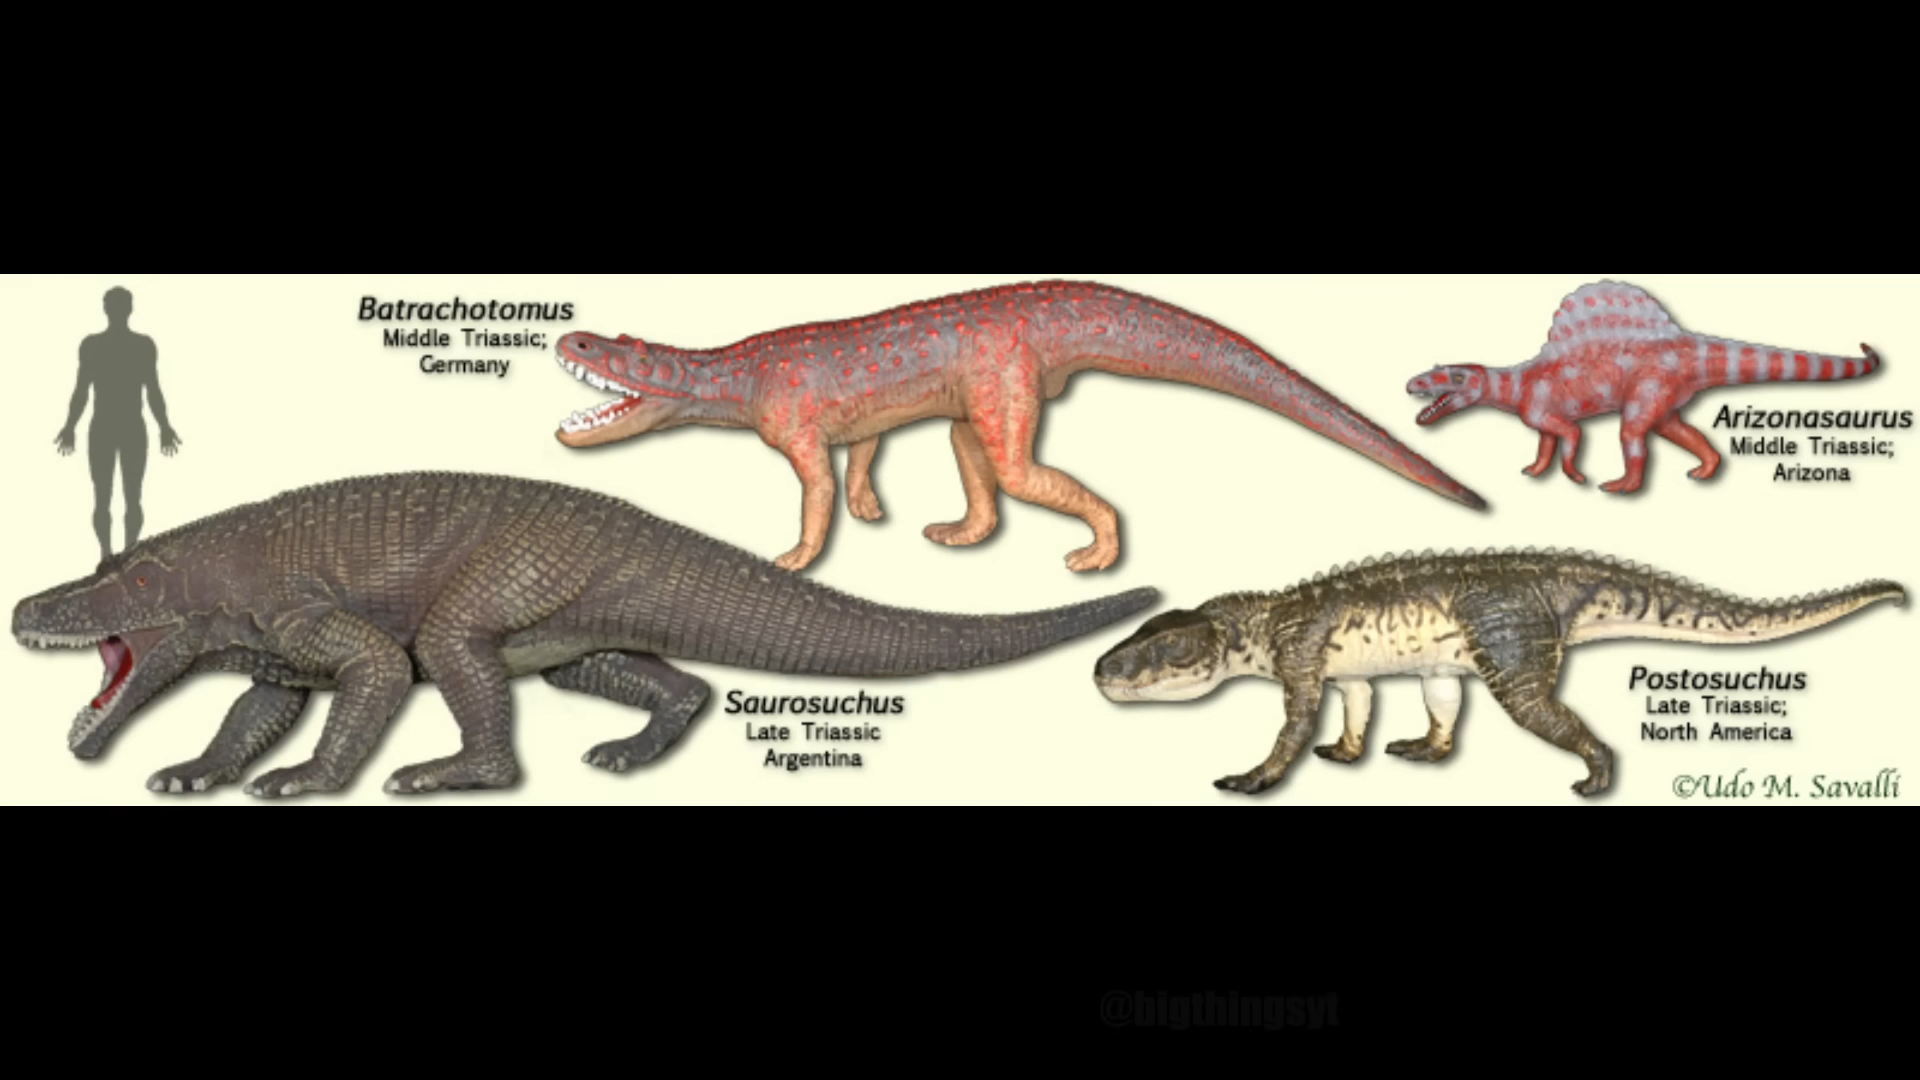 Batrachotomus
Middle Triassic;
Germany
Arizonasaurus
Middle Triassic;
Arizona
Saurosuchus
Late Triassic
Argentina
Postosuchus
Late Triassic;
North America
©Udo M. Savalli
@bigthingsyt